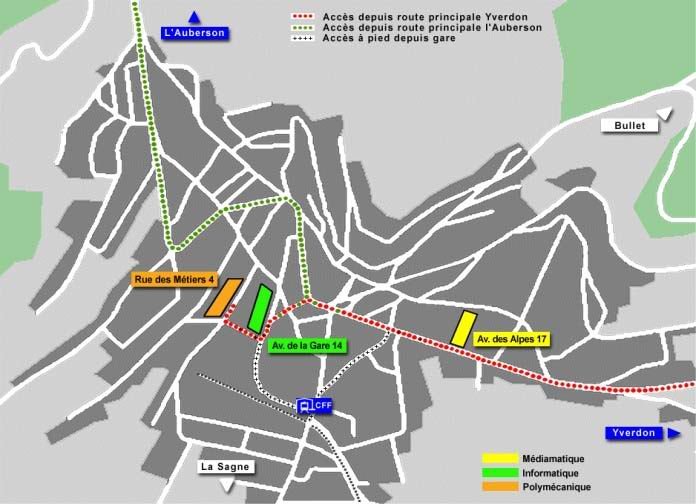 L'Auberson
Accès depuis route principale Yverdon
Accès depuis route principale l'Auberson
Accès à pied depuis gare
Bullet
Rue des Métiers 4
Av. de la Gare 14
Av. des Alpes 17
CFF
Yverdon
La Sagne
Médiamatique
Informatique
Polymécanique